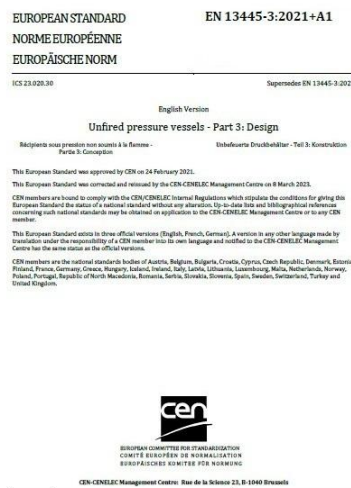 EUROPEAN STANDARD
EN 13445-3:2021+A1
NORME EUROPÉENNE
EUROPÄISCHE NORM
ICS 23.020.30
Supersedes EN 13445-3:202
English Version
Unfired pressure vessels - Part 3: Design
Récipients sous pression non soumis à la flamme -
Partie 3: Conception
Unbefeuerte Druckbehälter - Teil 3: Konstruktion
This European Standard was approved by CEN on 24 February 2021.
This European Standard was corrected and reissued by the CEN-CENELEC Management Centre on 8 March 2023.
CEN members are bound to comply with the CEN/CENELEC Internal Regulations which stipulate the conditions for giving this
European Standard the status of a national standard without any alteration. Up-to-date lists and bibliographical references
concerning such national standards may be obtained on application to the CEN-CENELEC Management Centre or to any CEN
member.
This European Standard exists in three official versions (English, French, German). A version in any other language made by
translation under the responsibility of a CEN member into its own language and notified to the CEN-CENELEC Management
Centre has the same status as the official versions.
CEN members are the national standards bodies of Austria, Belgium, Bulgaria, Croatia, Cyprus, Czech Republic, Denmark, Estonia
Finland, France, Germany, Greece, Hungary, Iceland, Ireland, Italy, Latvia, Lithuania, Luxembourg, Malta, Netherlands, Norway,
Poland, Portugal, Republic of North Macedonia, Romania, Serbia, Slovakia, Slovenia, Spain, Sweden, Switzerland, Turkey and
United Kingdom.
cen
EUROPEAN COMMITTEE FOR STANDARDIZATION
COMITÉ EUROPÉEN DE NORMALISATION
EUROPÄISCHES KOMITEE FÜR NORMUNG
CEN-CENELEC Management Centre: Rue de la Science 23, B-1040 Brussels